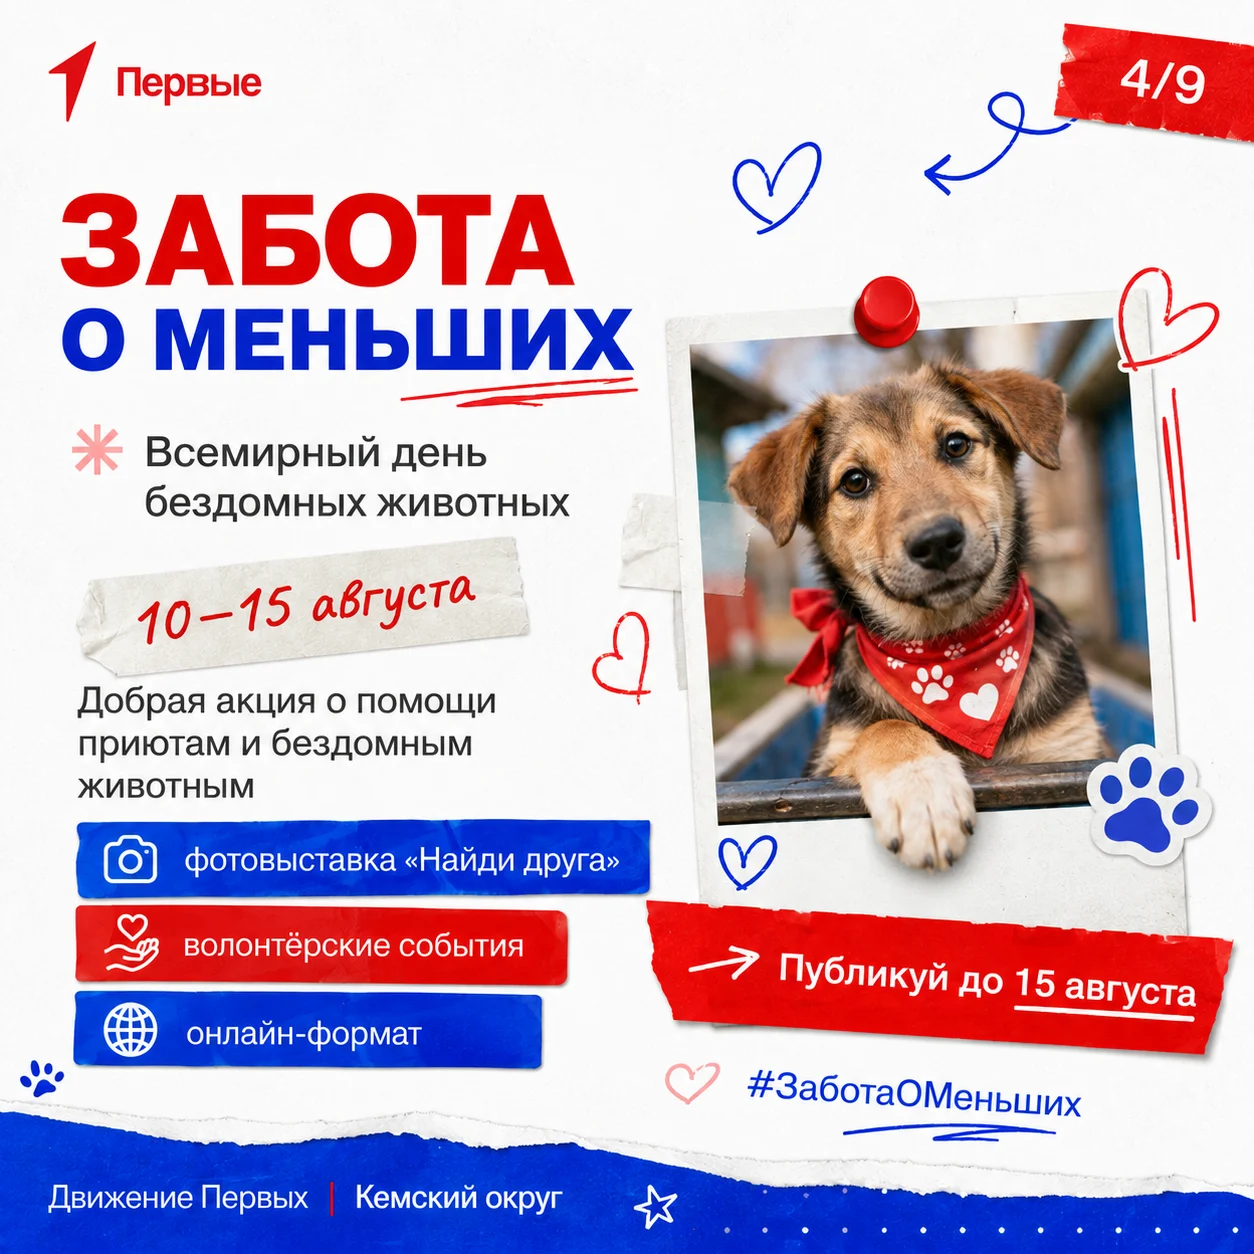 Первые
4/9
ЗАБОТА
О МЕНЬШИХ
Всемирный день
бездомных животных
10–15 августа
Добрая акция о помощи
приютам и бездомным
животным
фотовыставка «Найди друга»
волонтёрские события
онлайн-формат
Публикуй до 15 августа
#ЗаботаОМеньших
Движение Первых | Кемский округ